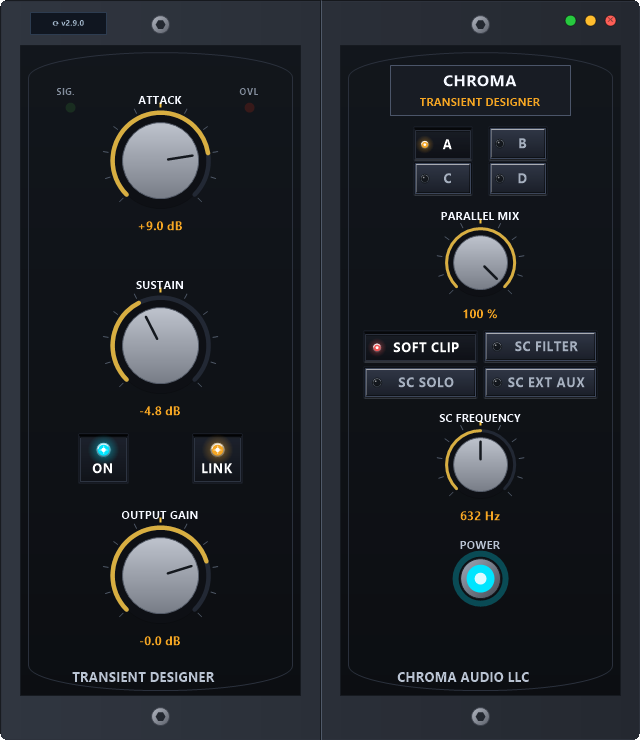 ⟳ v2.9.0
SIG.
OVL
ATTACK
+9.0 dB
SUSTAIN
-4.8 dB
ON
LINK
OUTPUT GAIN
-0.0 dB
TRANSIENT DESIGNER
CHROMA
TRANSIENT DESIGNER
A
B
C
D
PARALLEL MIX
100 %
SOFT CLIP
SC FILTER
SC SOLO
SC EXT AUX
SC FREQUENCY
632 Hz
POWER
CHROMA AUDIO LLC